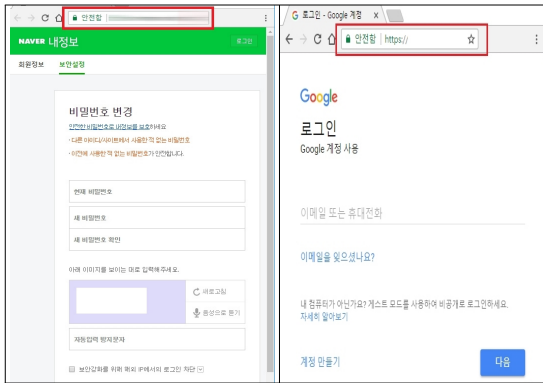 안전함
NAVER 내정보
로그인
회원정보 보안설정
비밀번호 변경
안전한 비밀번호로 내정보를 보호하세요
· 다른 아이디/사이트에서 사용한 적 없는 비밀번호
· 이전에 사용한 적 없는 비밀번호가 안전합니다.
현재 비밀번호
새 비밀번호
새 비밀번호 확인
아래 이미지를 보이는 대로 입력해주세요.
새로고침
음성으로 듣기
자동입력 방지문자
보안강화를 위해 해외 IP에서의 로그인 차단
G 로그인 - Google 계정 x
안전함 https://
Google
로그인
Google 계정 사용
이메일 또는 휴대전화
이메일을 잊으셨나요?
내 컴퓨터가 아닌가요? 게스트 모드를 사용하여 비공개로 로그인하세요.
자세히 알아보기
계정 만들기
다음